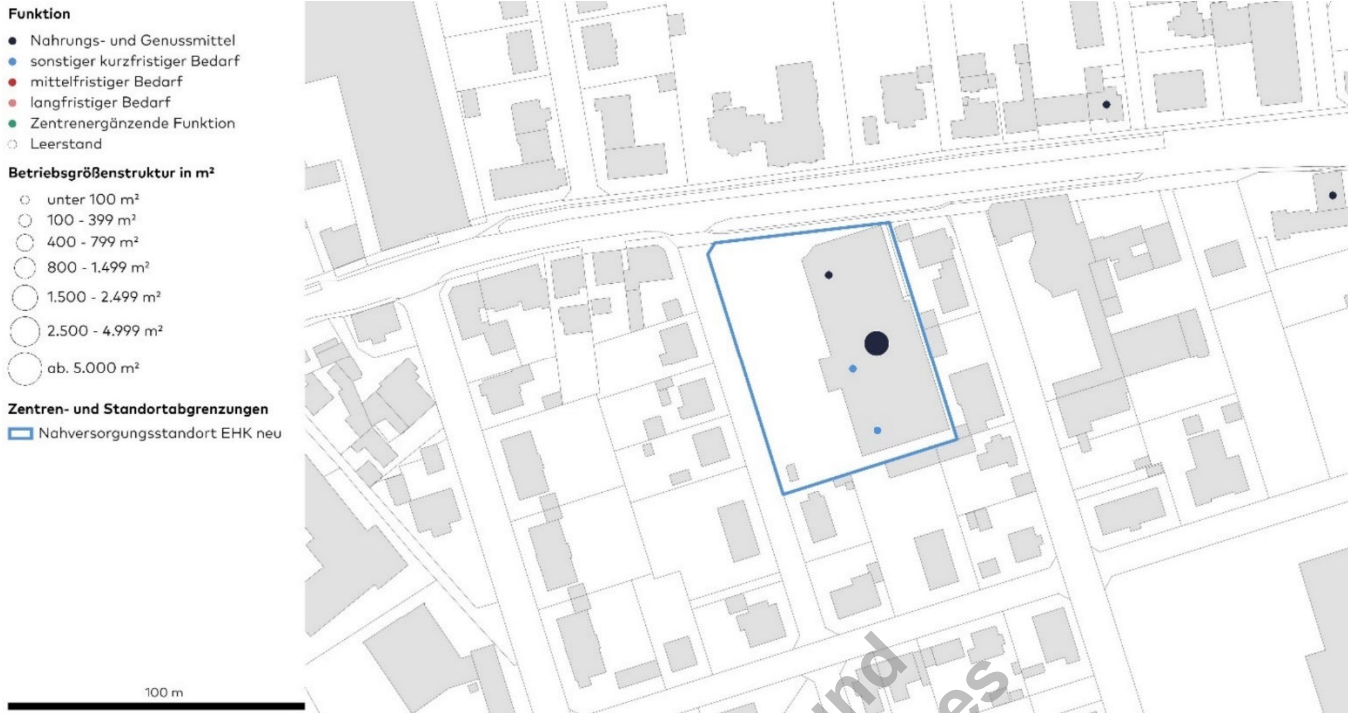 Funktion
Nahrungs- und Genussmittel
sonstiger kurzfristiger Bedarf
mittelfristiger Bedarf
langfristiger Bedarf
Zentrenergänzende Funktion
Leerstand
Betriebsgrößenstruktur in m²
unter 100 m²
100 - 399 m²
400 - 799 m²
800 - 1.499 m²
1.500 - 2.499 m²
2.500 - 4.999 m²
ab. 5.000 m²
Zentren- und Standortabgrenzungen
Nahversorgungsstandort EHK neu
100 m
und
es